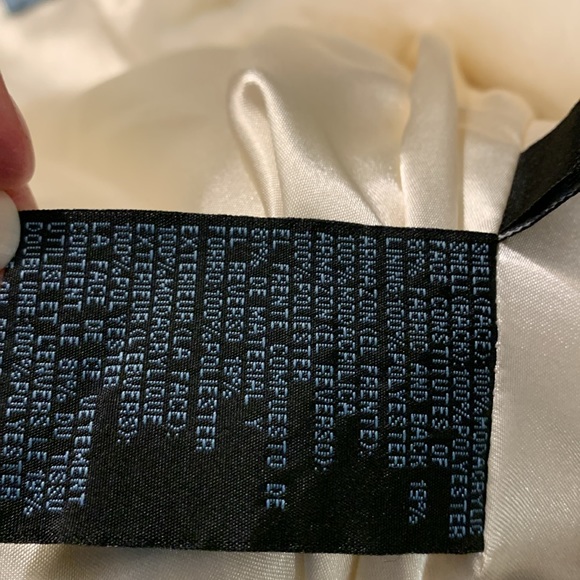 SHELL (FACE):100% MODACRYLIC
(BACK):100% POLYESTER
FACE CONSTITUTES OF
81% FABRIC AND BACK 19%
LINING:100% POLYESTER
ARMAZON (EL FRENTE):
100% MODACRILICA
ARMAZON (EL REVERSO):
100% POLIESTER
EL FRENTE COMPUESTO DE
81% DE MATERIAL Y
EL REVERSO 19%
FORRO:100% POLIESTER
EXTERIEUR (LA FACE):
100% MODACRYLIQUE
EXTERIEUR (L'ENVERS):
100% POLYESTER
LA FACE DE CE VETEMENT
CONTIENT LE 81% DU TISSU
UTILISE ET L'ENVERS LE 19%
DOUBLURE:100% POLYESTER